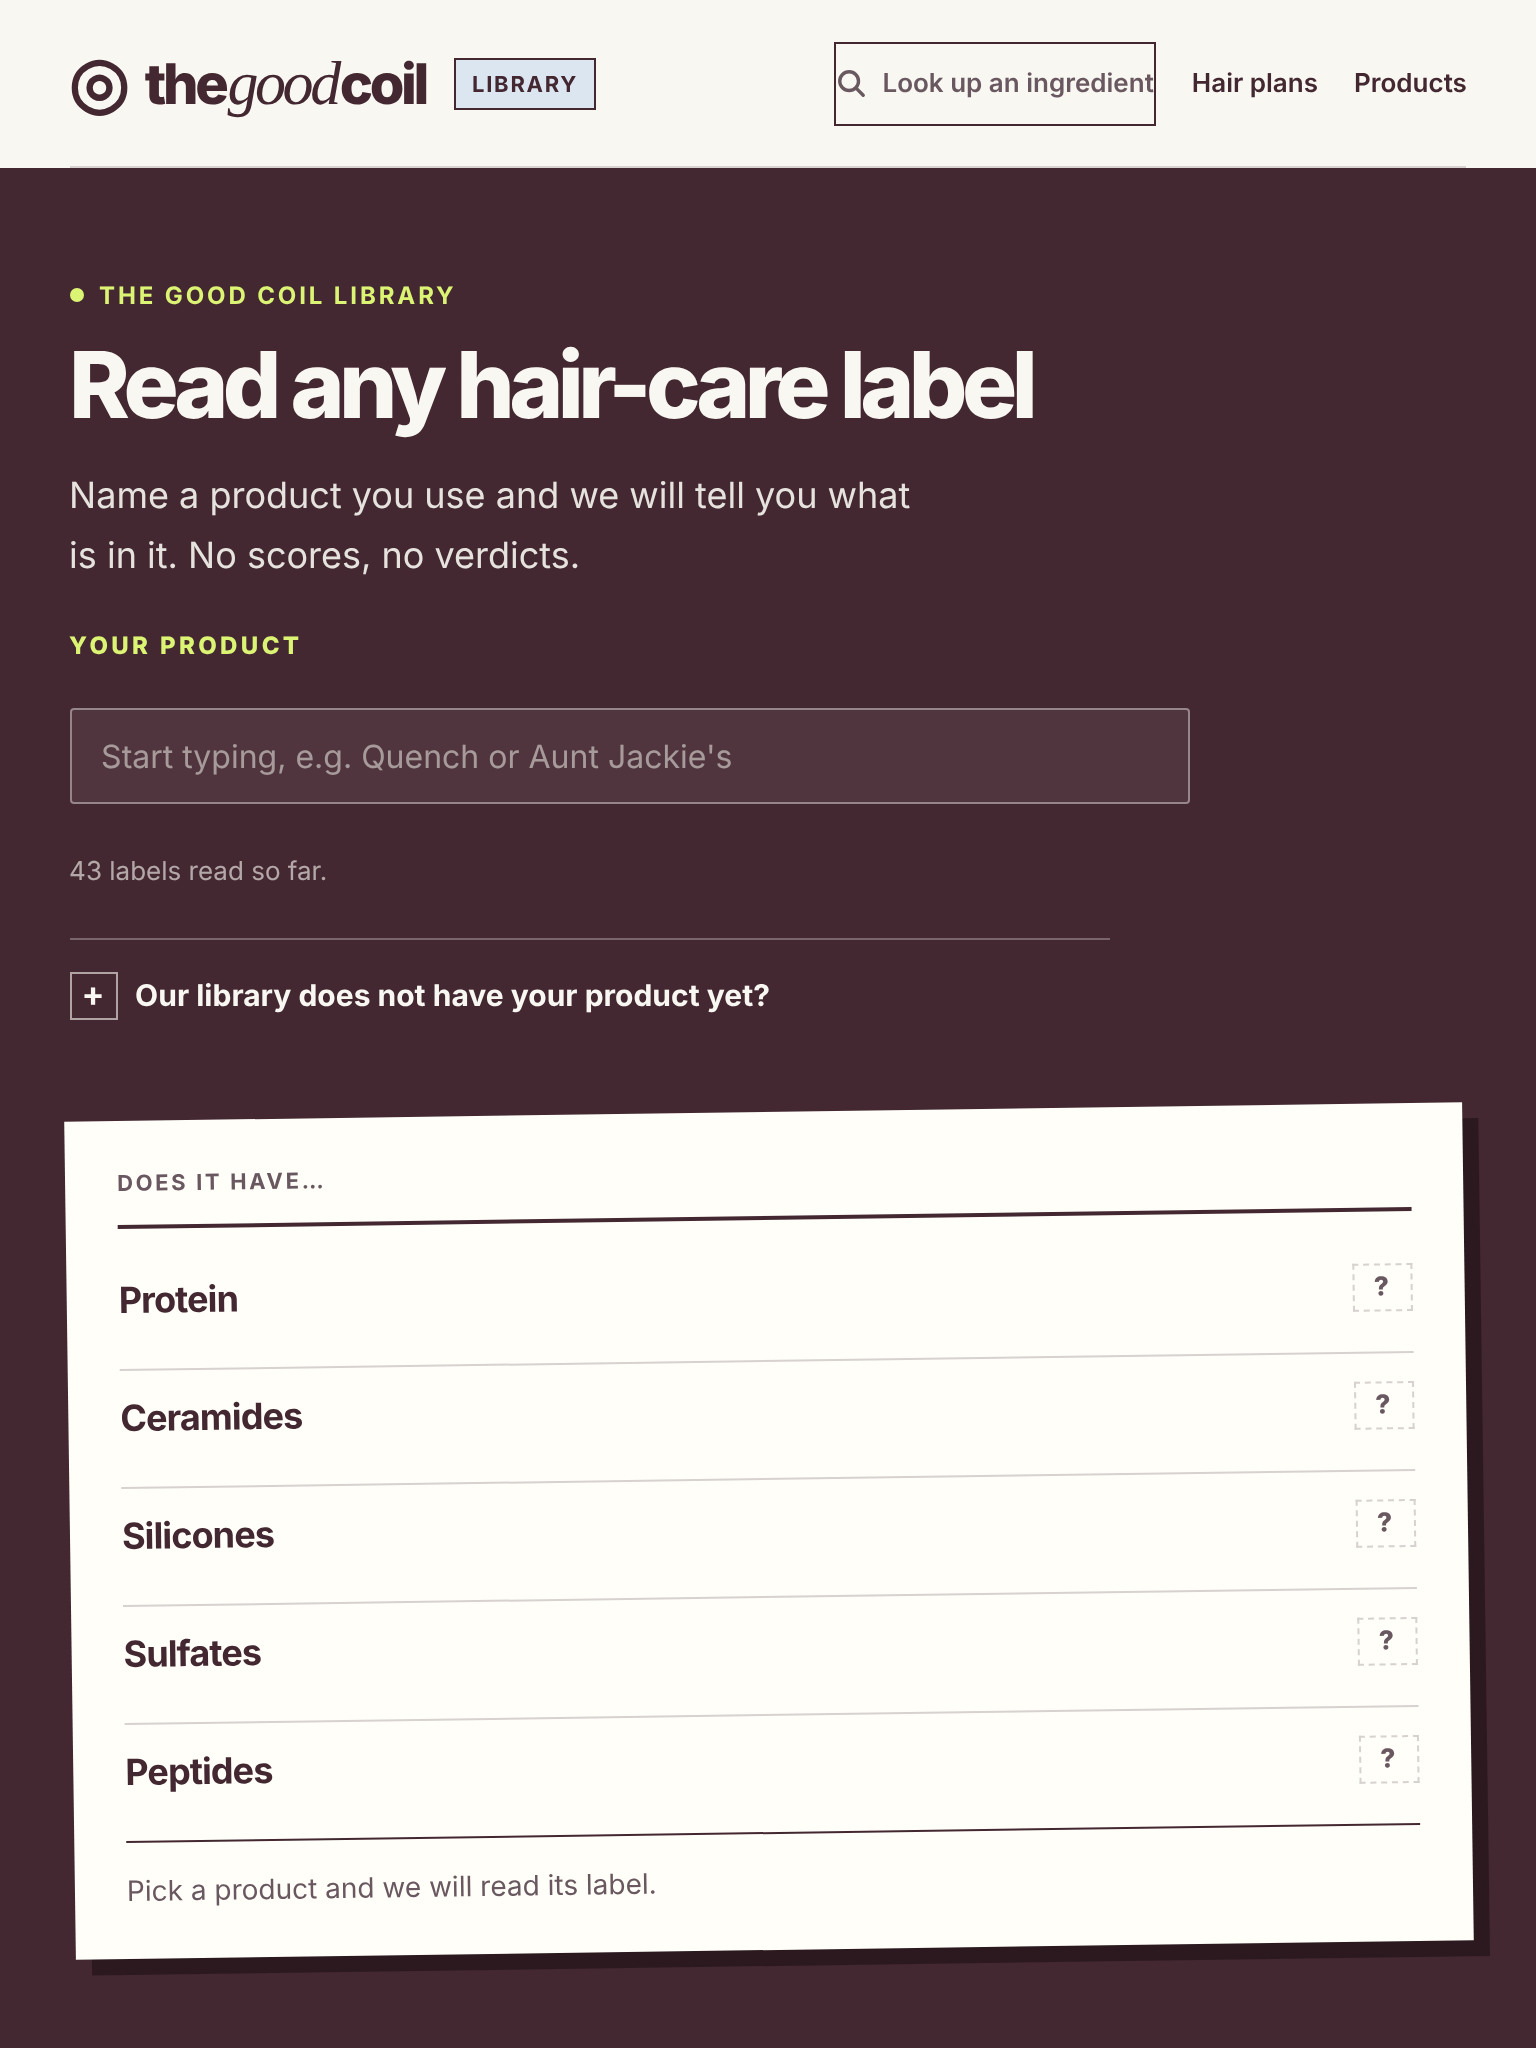 thegoodcoil
LIBRARY
Look up an ingredient
Hair plans
Products
THE GOOD COIL LIBRARY
Read any hair-care label
Name a product you use and we will tell you what
is in it. No scores, no verdicts.
YOUR PRODUCT
Start typing, e.g. Quench or Aunt Jackie's
43 labels read so far.
+ Our library does not have your product yet?
DOES IT HAVE…
Protein ?
Ceramides ?
Silicones ?
Sulfates ?
Peptides ?
Pick a product and we will read its label.